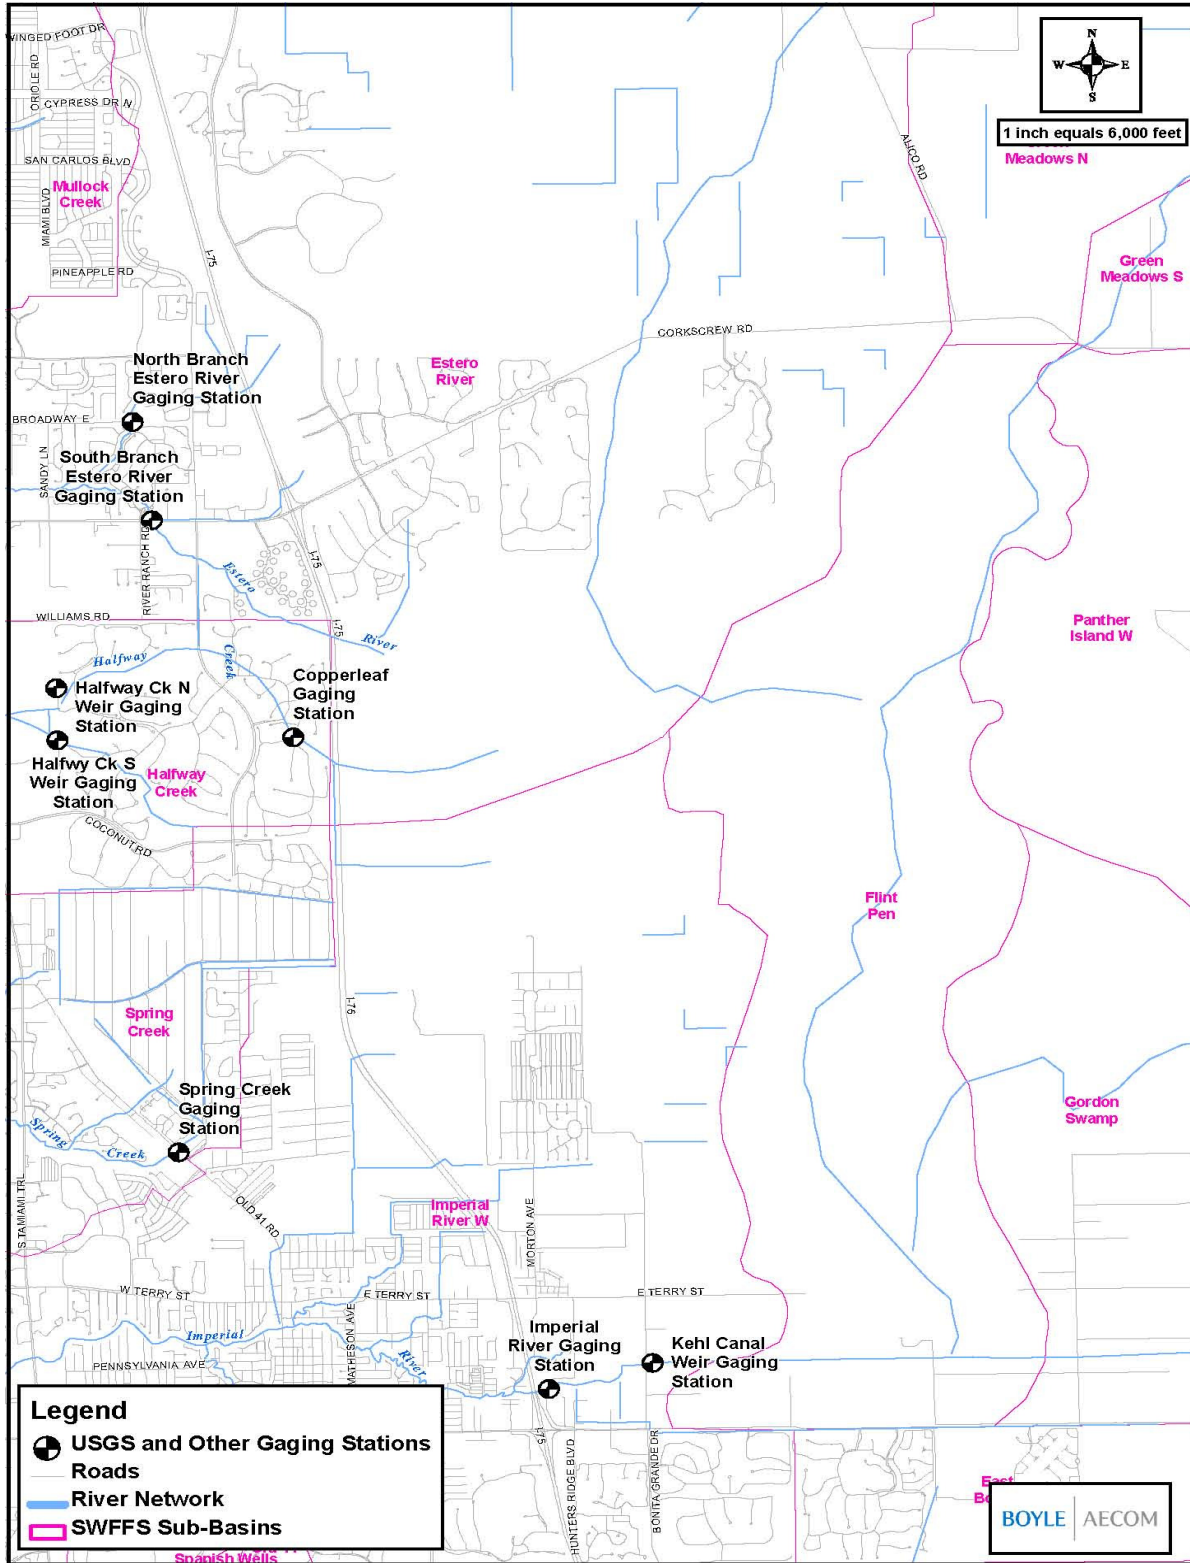 WINGED FOOT DR
ORIOLE RD
CYPRESS DR N
SAN CARLOS BLVD
Mullock
Creek
MIAMI BLVD
PINEAPPLE RD
I-75
N
W E
S
1 inch equals 6,000 feet
Meadows N
ALICO RD
Green
Meadows S
CORKSCREW RD
North Branch
Estero River
Gaging Station
Estero
River
BROADWAY E
SANDY LN
South Branch
Estero River
Gaging Station
RIVER RANCH RD
I-75
Estero
River
WILLIAMS RD
I-75
Panther
Island W
Halfway
Creek
Halfway Ck N
Weir Gaging
Station
Copperleaf
Gaging
Station
Halfwy Ck S
Weir Gaging
Station
Halfway
Creek
COCONUT RD
Flint
Pen
I-75
Spring
Creek
Spring Creek
Gaging
Station
Spring
Creek
Gordon
Swamp
S TAMIAMI TRL
OLD 41 RD
Imperial
River W
MORTON AVE
W TERRY ST
E TERRY ST
E TERRY ST
Imperial
River
MATHESON AVE
PENNSYLVANIA AVE
Imperial
River Gaging
Station
Kehl Canal
Weir Gaging
Station
I-75
HUNTERS RIDGE BLVD
BONITA GRANDE DR
East
Legend
USGS and Other Gaging Stations
Roads
River Network
SWFFS Sub-Basins
Spanish Wells
BOYLE | AECOM